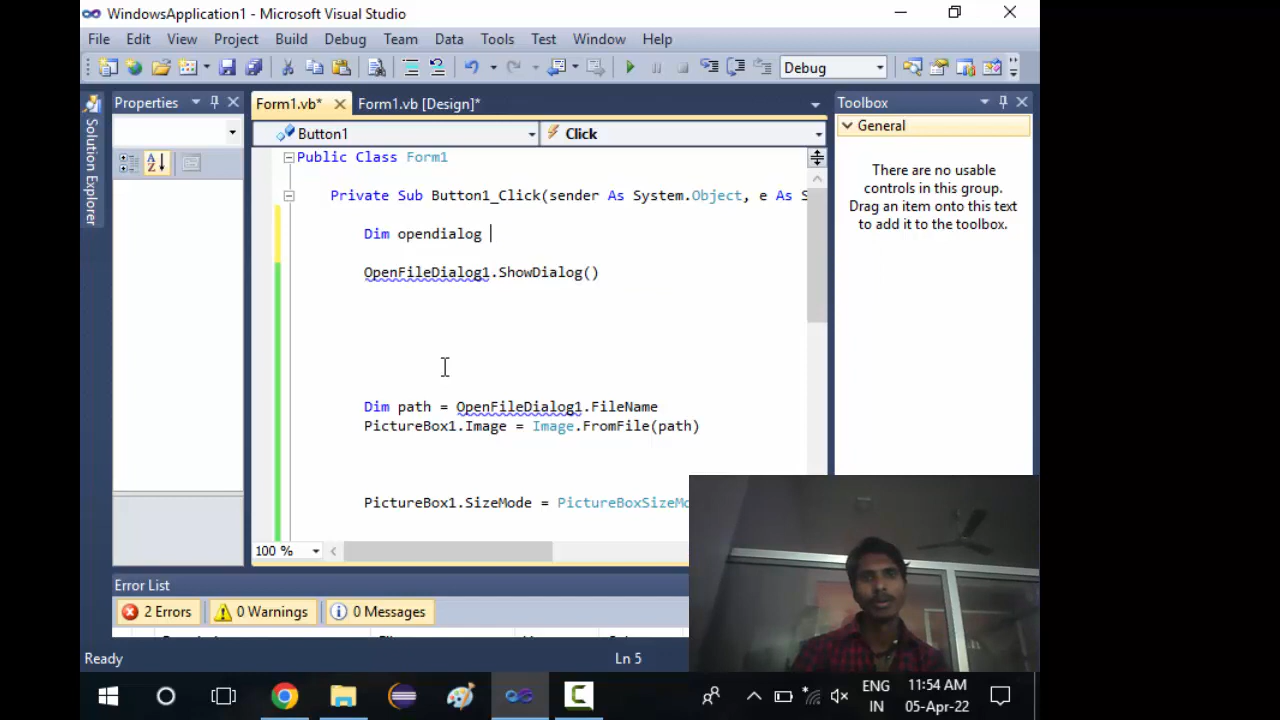 WindowsApplication1 - Microsoft Visual Studio
File Edit View Project Build Debug Team Data Tools Test Window Help
Debug
Solution Explorer
Properties
Form1.vb* Form1.vb [Design]*
Toolbox
Button1 Click
General
Public Class Form1
There are no usable
controls in this group.
Drag an item onto this text
to add it to the toolbox.
Private Sub Button1_Click(sender As System.Object, e As S
Dim opendialog
OpenFileDialog1.ShowDialog()
Dim path = OpenFileDialog1.FileName
PictureBox1.Image = Image.FromFile(path)
PictureBox1.SizeMode = PictureBoxSizeMo
100 %
Error List
2 Errors 0 Warnings 0 Messages
Ready Ln 5
ENG 11:54 AM
IN 05-Apr-22